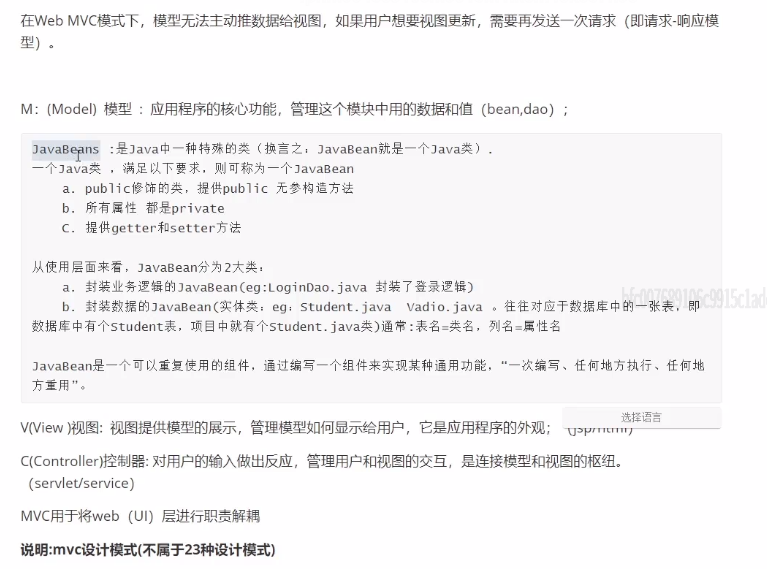 在Web MVC模式下，模型无法主动推数据给视图，如果用户想要视图更新，需要再发送一次请求（即请求-响应模
型）。
M：(Model) 模型 ：应用程序的核心功能，管理这个模块中用的数据和值（bean,dao）；
JavaBeans :是Java中一种特殊的类（换言之：JavaBean就是一个Java类）.
一个Java类 ，满足以下要求，则可称为一个JavaBean
a. public修饰的类，提供public 无参构造方法
b. 所有属性 都是private
C. 提供getter和setter方法
从使用层面来看，JavaBean分为2大类：
a. 封装业务逻辑的JavaBean(eg:LoginDao.java 封装了登录逻辑)
b. 封装数据的JavaBean(实体类：eg：Student.java Vadio.java 。往往对应于数据库中的一张表，即
数据库中有个Student表，项目中就有个Student.java类)通常:表名=类名，列名=属性名
JavaBean是一个可以重复使用的组件，通过编写一个组件来实现某种通用功能，“一次编写、任何地方执行、任何地
方重用”。
选择语言
V(View )视图: 视图提供模型的展示，管理模型如何显示给用户，它是应用程序的外观； (jsp/html)
C(Controller)控制器: 对用户的输入做出反应，管理用户和视图的交互，是连接模型和视图的枢纽。
（servlet/service）
MVC用于将web（UI）层进行职责解耦
说明:mvc设计模式(不属于23种设计模式)